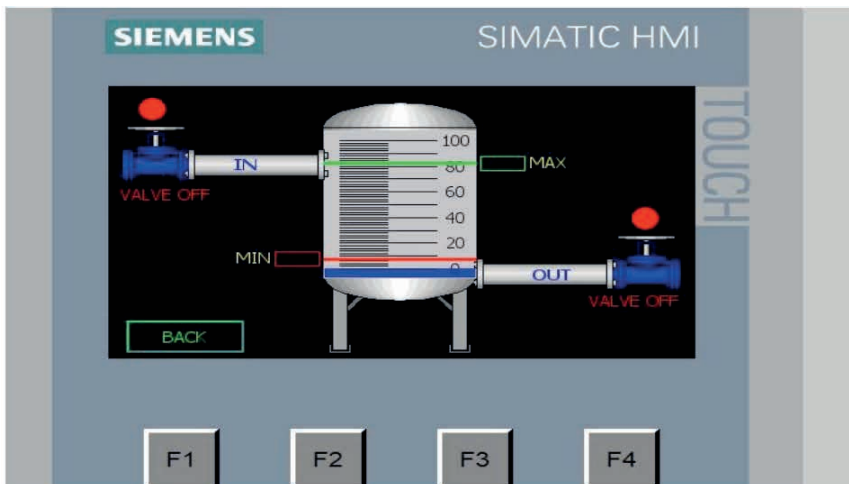 SIEMENS
SIMATIC HMI
TOUCH
100
IN
80
MAX
VALVE OFF
60
40
20
MIN
0
OUT
VALVE OFF
BACK
F1
F2
F3
F4